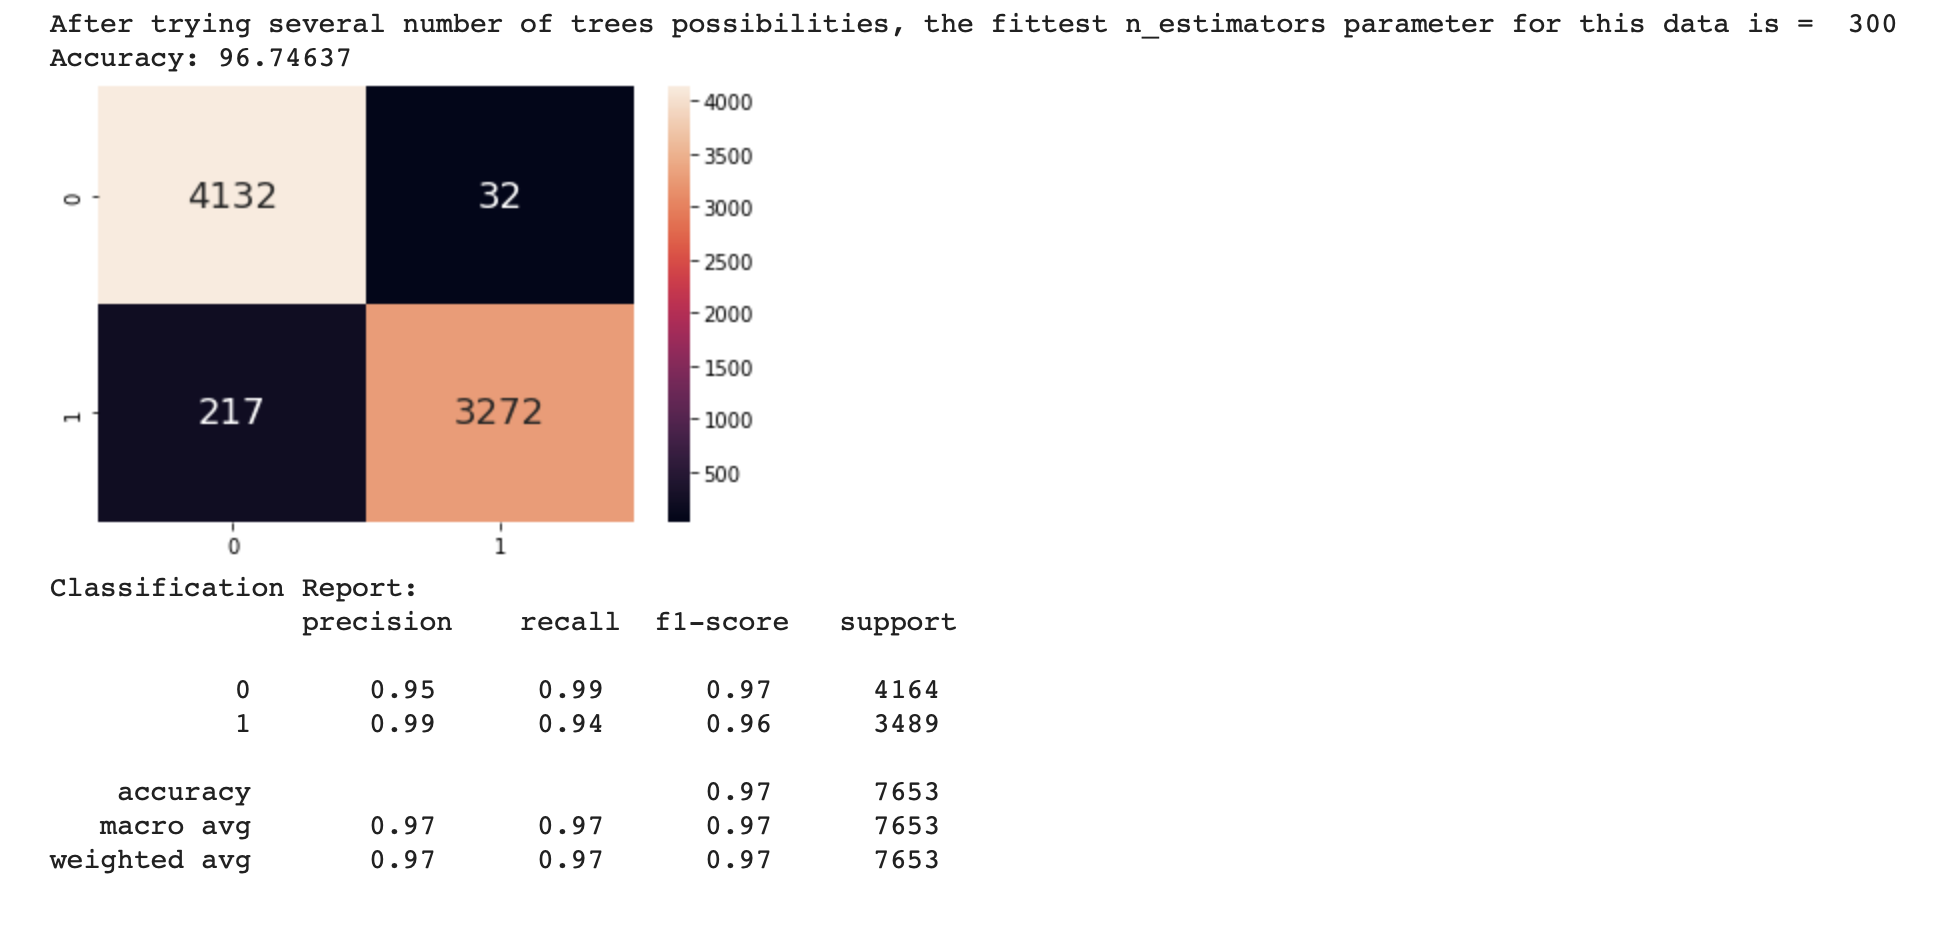 After trying several number of trees possibilities, the fittest n_estimators parameter for this data is = 300
Accuracy: 96.74637
4000
4132 32
3500
0
3000
2500
2000
217 3272
1500
1
1000
500
0 1
Classification Report:
precision recall f1-score support
0 0.95 0.99 0.97 4164
1 0.99 0.94 0.96 3489
accuracy 0.97 7653
macro avg 0.97 0.97 0.97 7653
weighted avg 0.97 0.97 0.97 7653